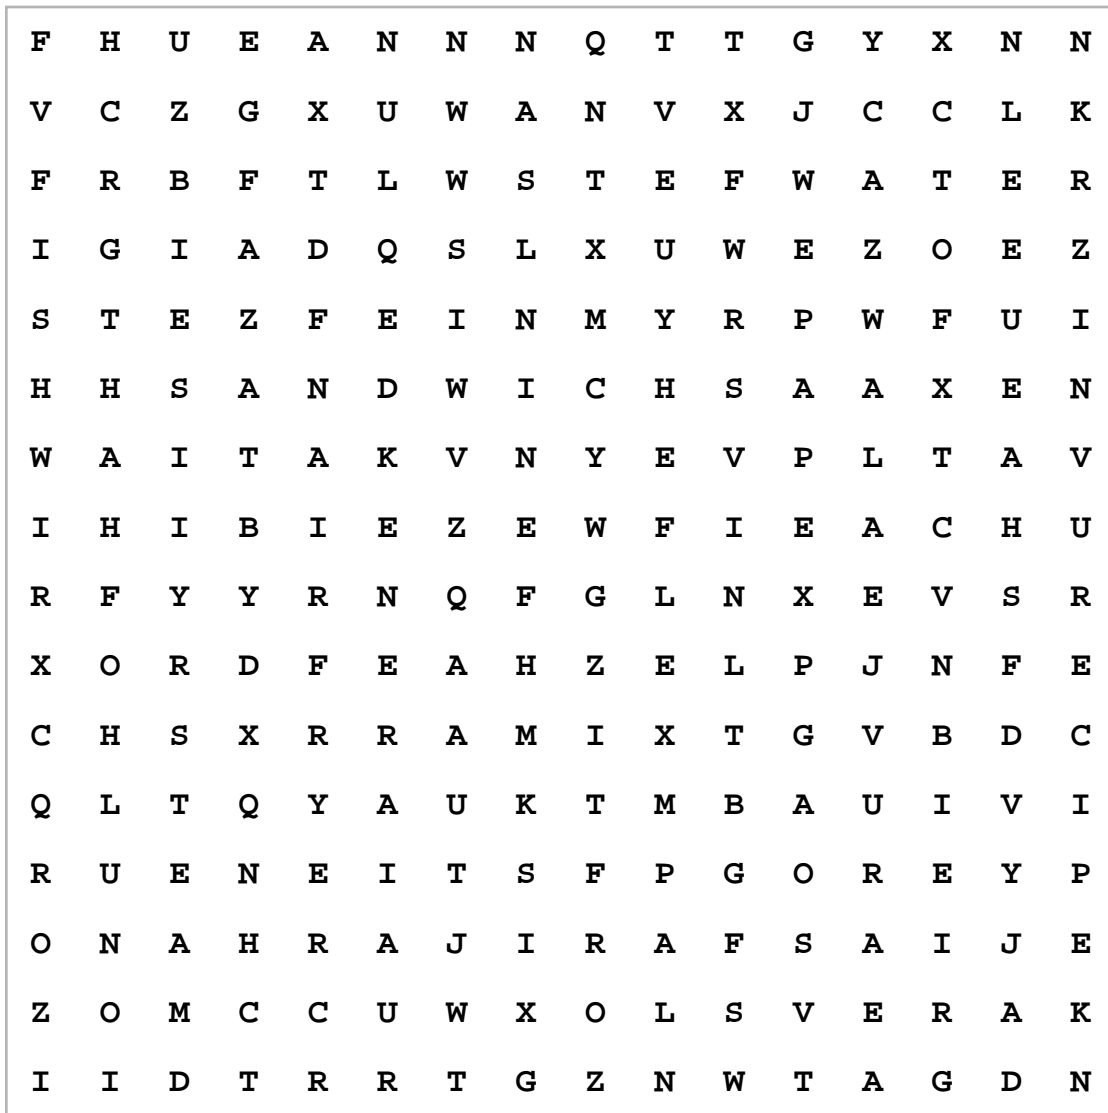 F H U E A N N N Q T T G Y X N N
V C Z G X U W A N V X J C C L K
F R B F T L W S T E F W A T E R
I G I A D Q S L X U W E Z O E Z
S T E Z F E I N M Y R P W F U I
H H S A N D W I C H S A A X E N
W A I T A K V N Y E V P L T A V
I H I B I E Z E W F I E A C H U
R F Y Y R N Q F G L N X E V S R
X O R D F E A H Z E L P J N F E
C H S X R R A M I X T G V B D C
Q L T Q Y A U K T M B A U I V I
R U E N E I T S F P G O R E Y P
O N A H R A J I R A F S A I J E
Z O M C C U W X O L S V E R A K
I I D T R R T G Z N W T A G D N